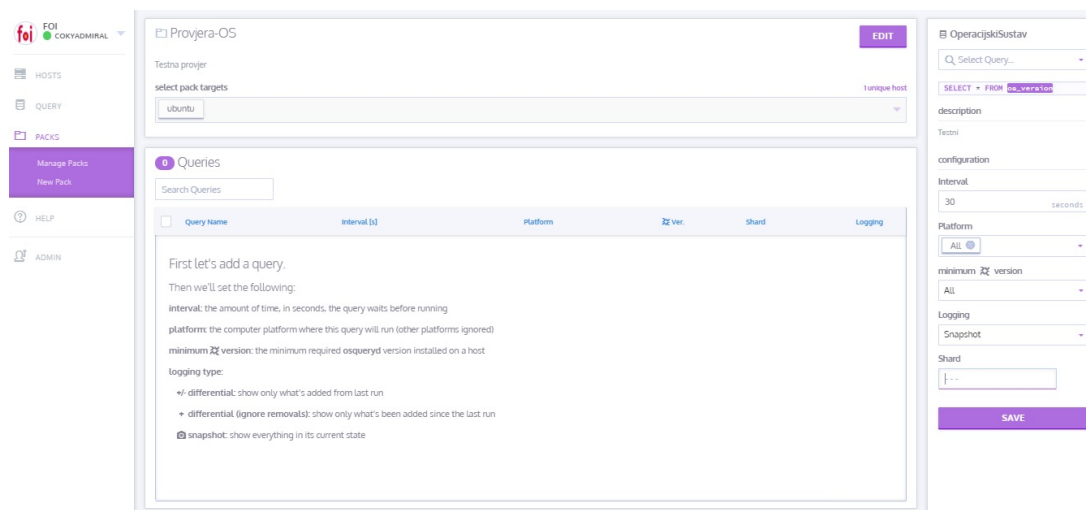 foi
FOI
COKYADMIRAL
HOSTS
QUERY
PACKS
Manage Packs
New Pack
HELP
ADMIN
Provjera-OS
EDIT
Testna provjer
select pack targets
1 unique host
ubuntu
0 Queries
Search Queries
Query Name Interval [s] Platform Ver. Shard Logging
First let's add a query.
Then we'll set the following:
interval: the amount of time, in seconds, the query waits before running
platform: the computer platform where this query will run (other platforms ignored)
minimum version: the minimum required osqueryd version installed on a host
logging type:
+/- differential: show only what's added from last run
+ differential (ignore removals): show only what's been added since the last run
snapshot: show everything in its current state
OperacijskiSustav
Select Query...
SELECT * FROM os_version
description
Testni
configuration
Interval
30 seconds
Platform
All
minimum version
All
Logging
Snapshot
Shard
---
SAVE